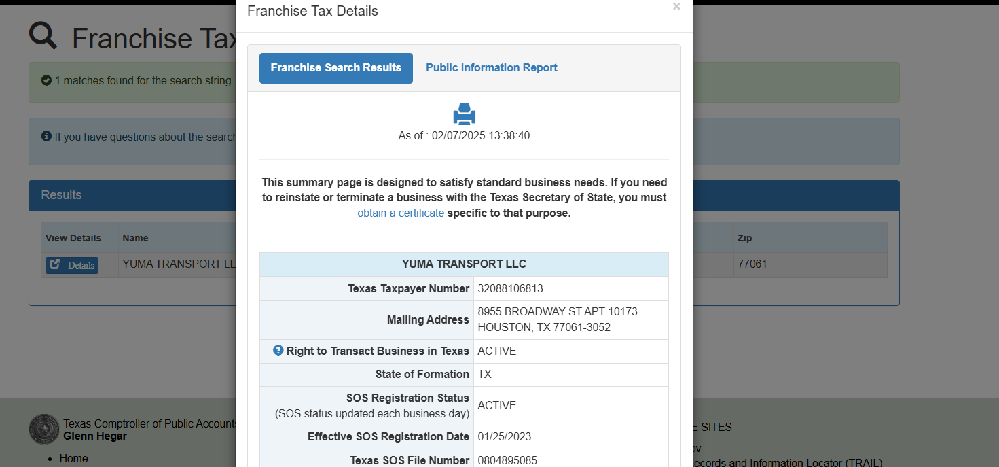 Franchise Tax Details
×
Franchise Tax
Franchise Search Results
Public Information Report
1 matches found for the search string
As of : 02/07/2025 13:38:40
If you have questions about the search
This summary page is designed to satisfy standard business needs. If you need
to reinstate or terminate a business with the Texas Secretary of State, you must
obtain a certificate specific to that purpose.
Results
View Details Name Zip
Details YUMA TRANSPORT LL 77061
YUMA TRANSPORT LLC
Texas Taxpayer Number 32088106813
Mailing Address 8955 BROADWAY ST APT 10173
HOUSTON, TX 77061-3052
Right to Transact Business in Texas ACTIVE
State of Formation TX
SOS Registration Status
(SOS status updated each business day) ACTIVE
Effective SOS Registration Date 01/25/2023
Texas SOS File Number 0804895085
Texas Comptroller of Public Accounts
Glenn Hegar
Home
E SITES
ov
ecords and Information Locator (TRAIL)